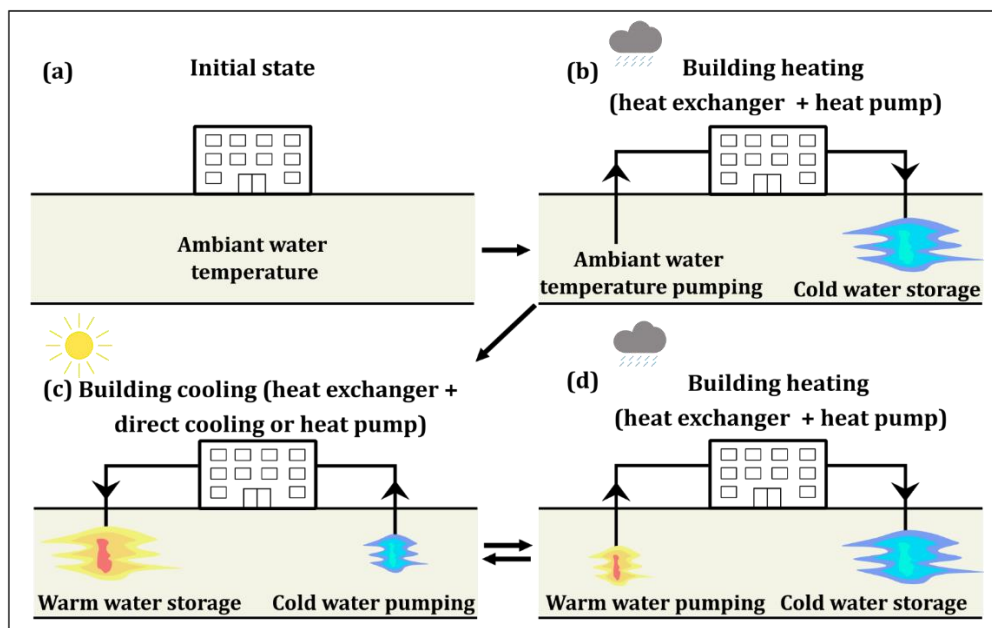 (a)
Initial state
Ambiant water
temperature
(b)
Building heating
(heat exchanger + heat pump)
Ambiant water
temperature pumping
Cold water storage
(c) Building cooling (heat exchanger +
direct cooling or heat pump)
Warm water storage
Cold water pumping
(d)
Building heating
(heat exchanger + heat pump)
Warm water pumping
Cold water storage